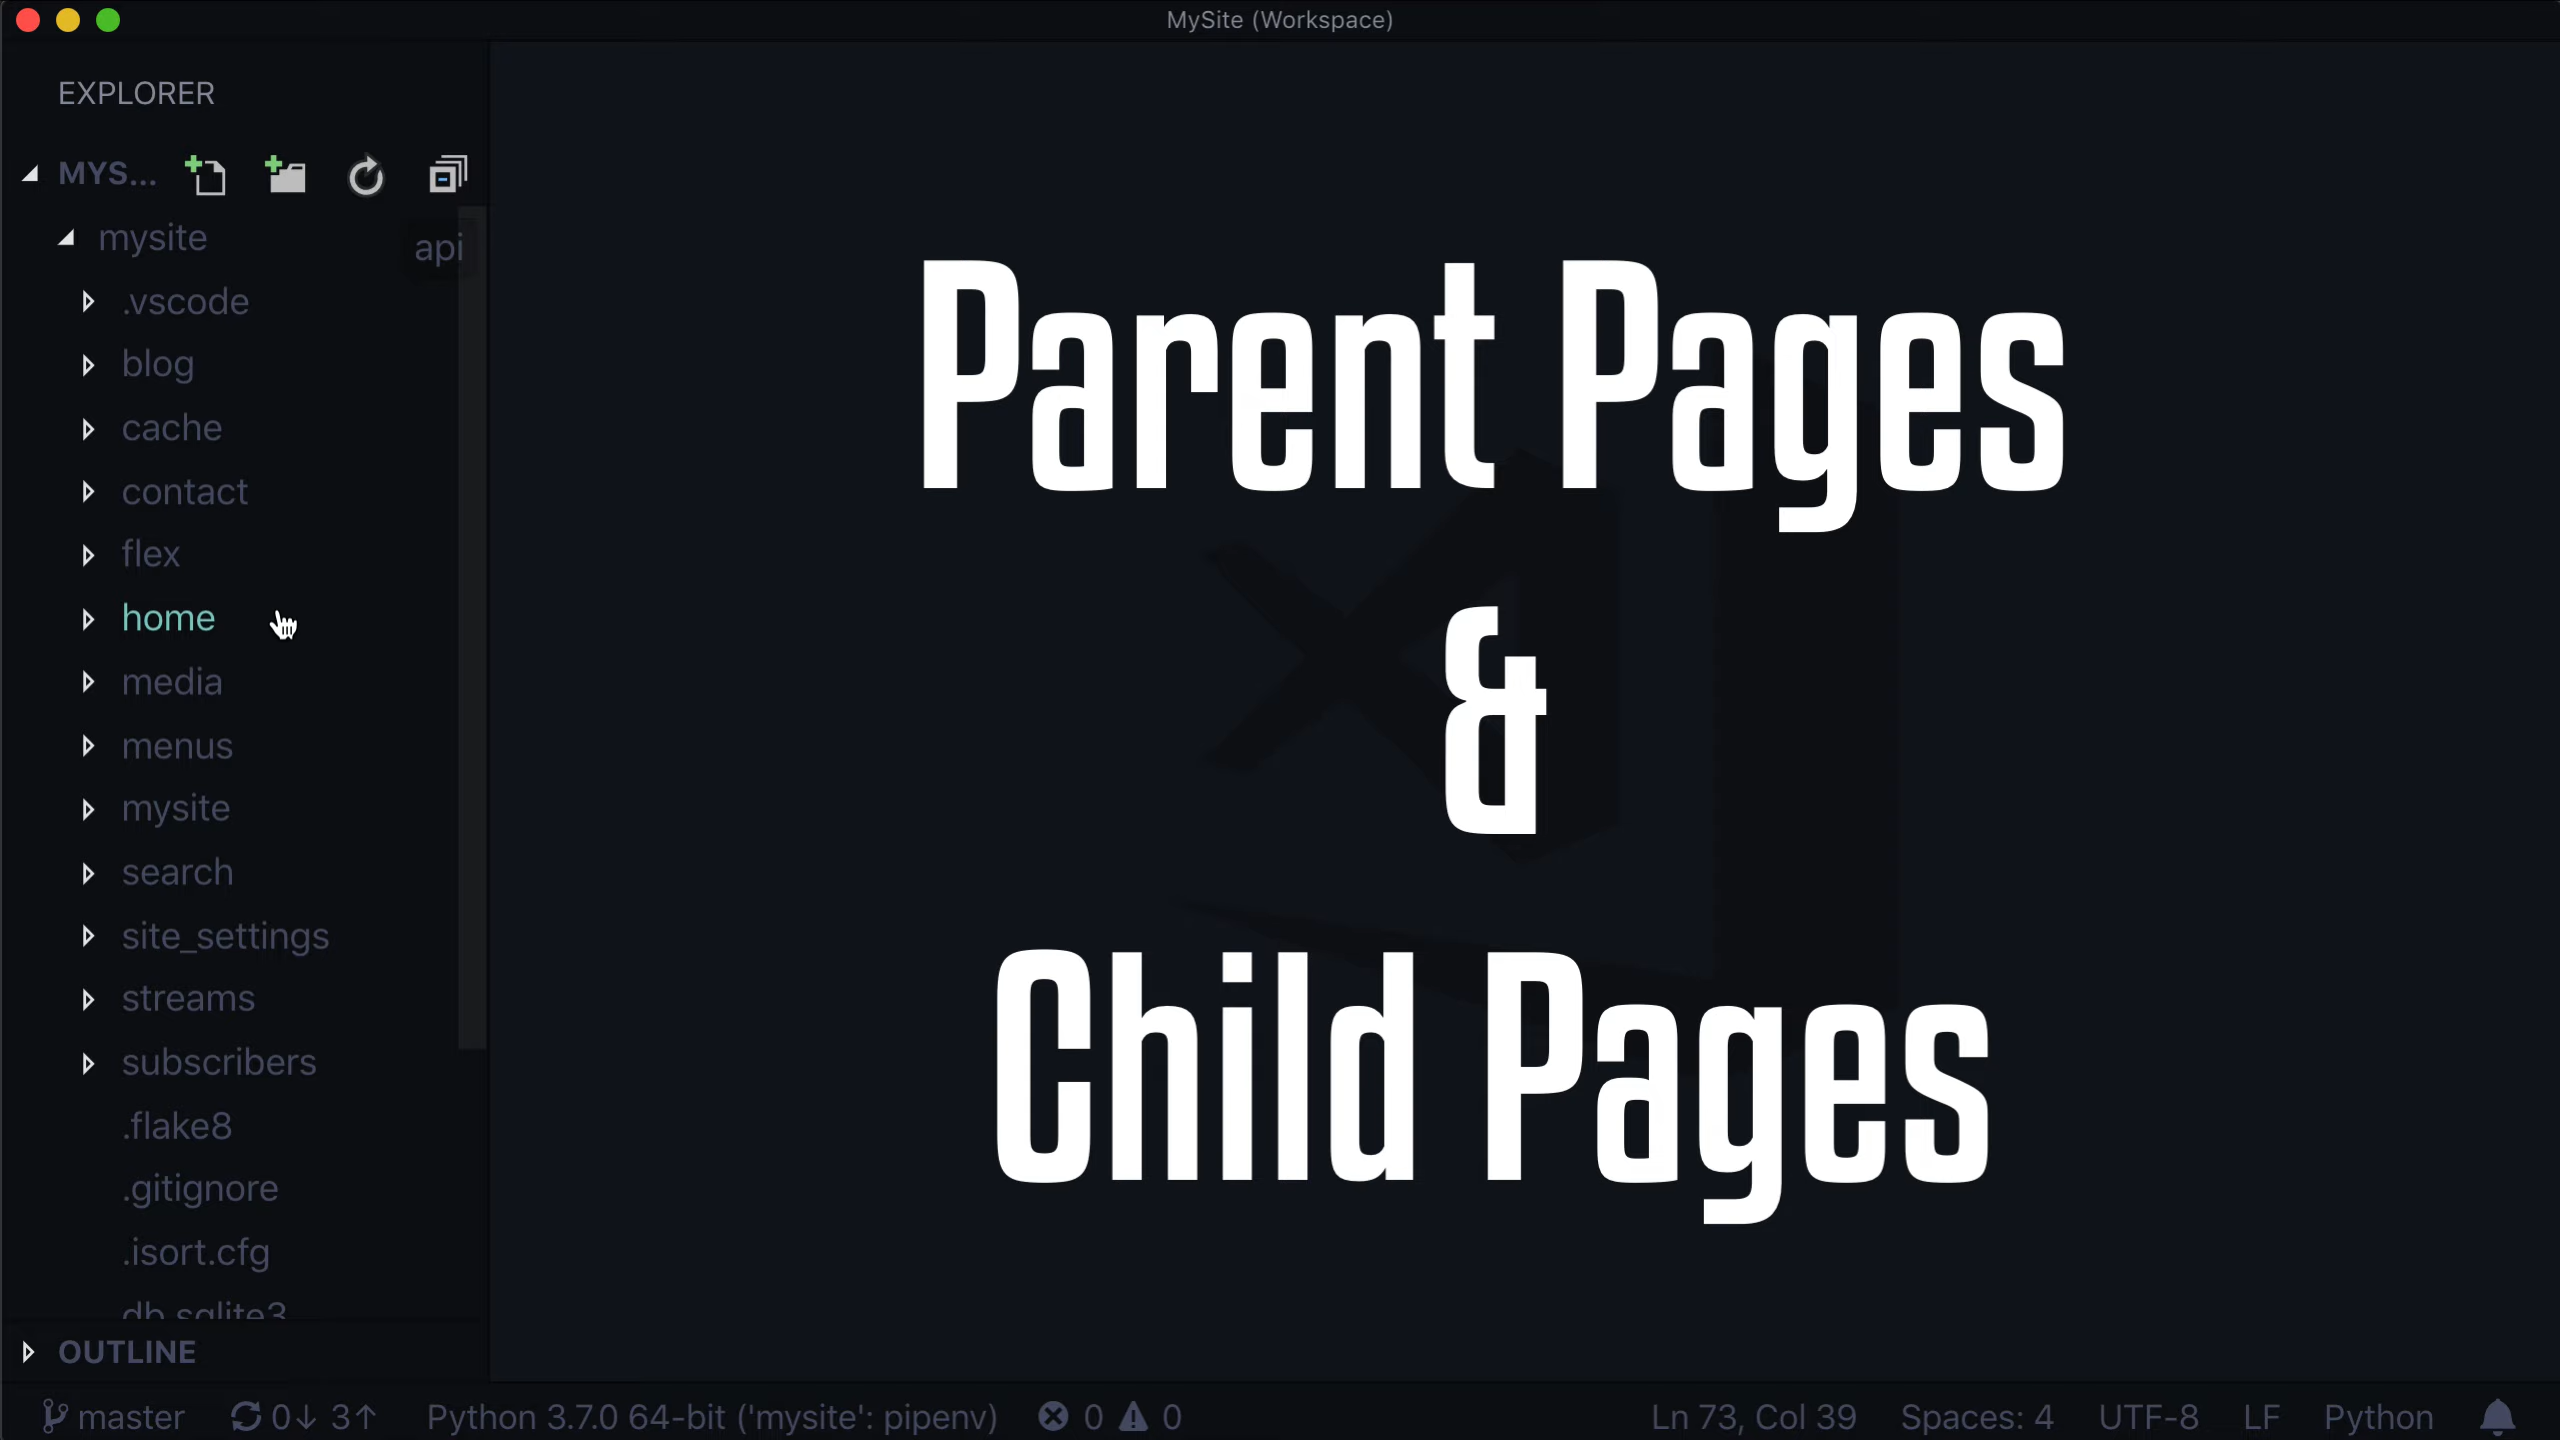 MySite (Workspace)
EXPLORER
MYS...
mysite
api
.vscode
blog
cache
contact
flex
home
media
menus
mysite
search
site_settings
streams
subscribers
.flake8
.gitignore
.isort.cfg
db.sqlite3
OUTLINE
Parent Pages
&
Child Pages
master 0↓ 3↑ Python 3.7.0 64-bit ('mysite': pipenv) 0 0 Ln 73, Col 39 Spaces: 4 UTF-8 LF Python